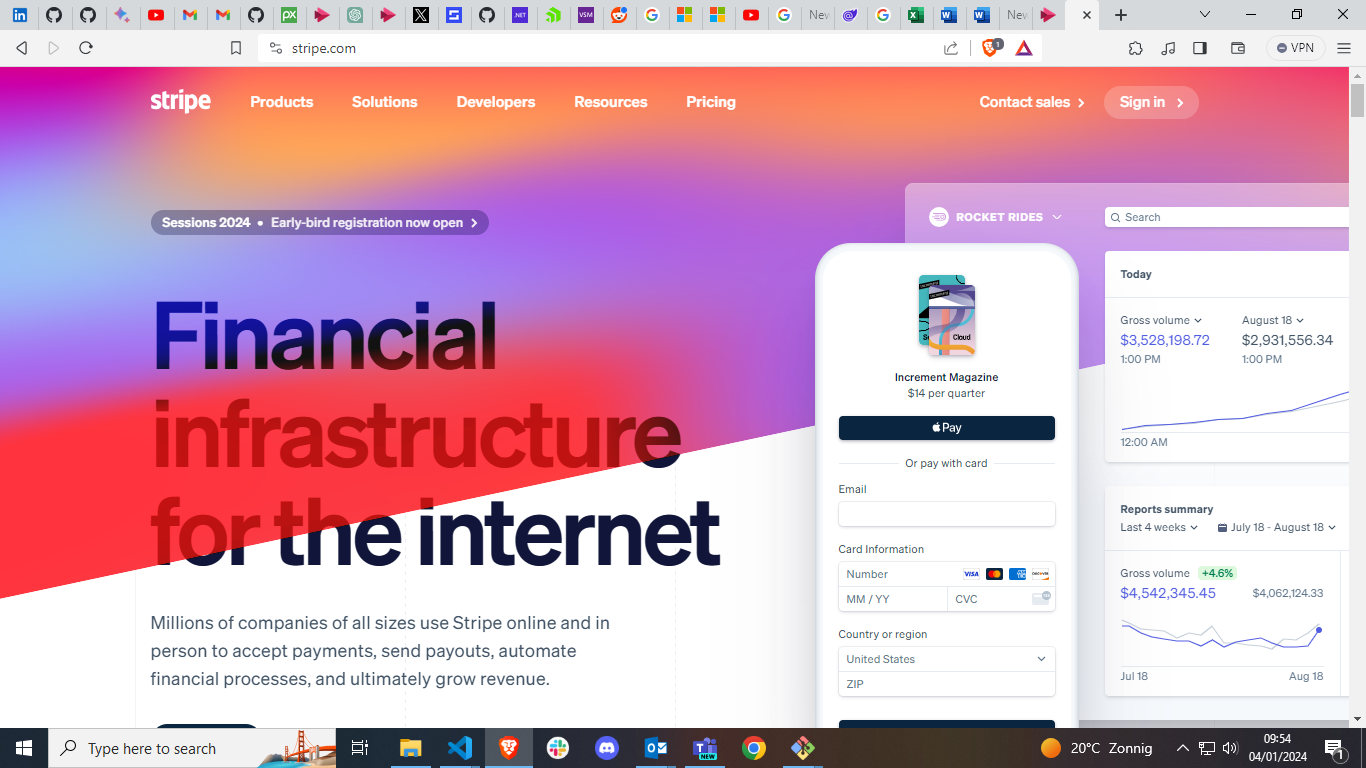 New
New
stripe.com
1
VPN
stripe
Products
Solutions
Developers
Resources
Pricing
Contact sales
Sign in
Sessions 2024 • Early-bird registration now open
Financial
infrastructure
for the internet
Millions of companies of all sizes use Stripe online and in
person to accept payments, send payouts, automate
financial processes, and ultimately grow revenue.
ROCKET RIDES
Search
Today
Gross volume
August 18
$3,528,198.72
$2,931,556.34
1:00 PM
1:00 PM
12:00 AM
Reports summary
Last 4 weeks
July 18 - August 18
Gross volume
+4.6%
$4,542,345.45
$4,062,124.33
Jul 18
Aug 18
Cloud
Increment Magazine
$14 per quarter
Pay
Or pay with card
Email
Card Information
Number
VISA
DISCOVER
MM / YY
CVC
Country or region
United States
ZIP
Type here to search
NEW
20°C Zonnig
09:54
04/01/2024
1